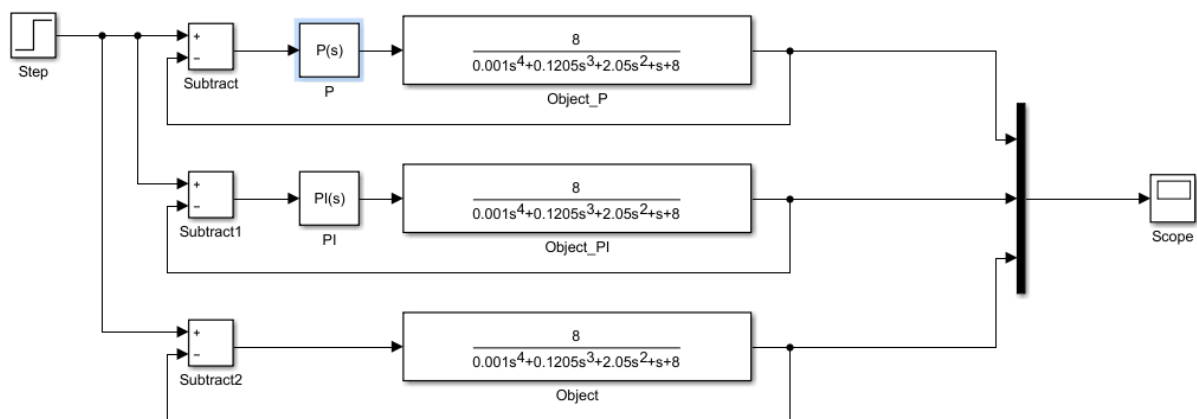 Step
+
−
Subtract
P(s)
P
8
0.001s4+0.1205s3+2.05s2+s+8
Object_P
+
−
Subtract1
PI(s)
PI
8
0.001s4+0.1205s3+2.05s2+s+8
Object_PI
Scope
+
−
Subtract2
8
0.001s4+0.1205s3+2.05s2+s+8
Object